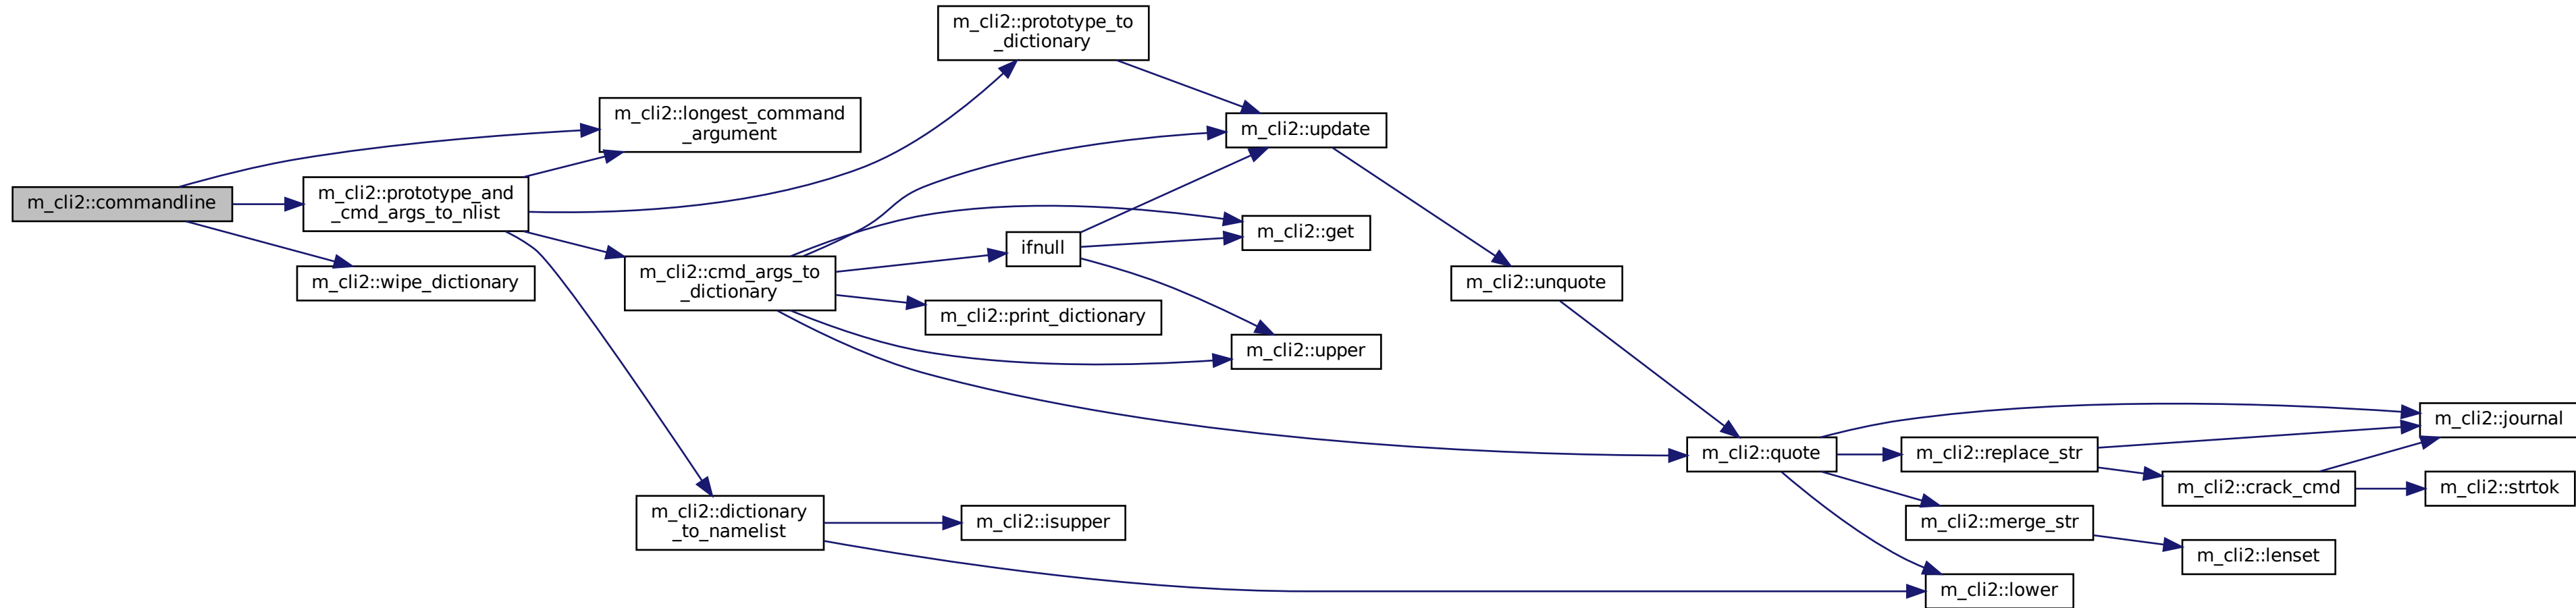 m_cli2::prototype_to
_dictionary
m_cli2::longest_command
_argument
m_cli2::update
m_cli2::prototype_and
_cmd_args_to_nlist
m_cli2::commandline
m_cli2::get
ifnull
m_cli2::cmd_args_to
_dictionary
m_cli2::wipe_dictionary
m_cli2::unquote
m_cli2::print_dictionary
m_cli2::upper
m_cli2::journal
m_cli2::quote
m_cli2::replace_str
m_cli2::crack_cmd
m_cli2::strtok
m_cli2::dictionary
_to_namelist
m_cli2::isupper
m_cli2::merge_str
m_cli2::lenset
m_cli2::lower